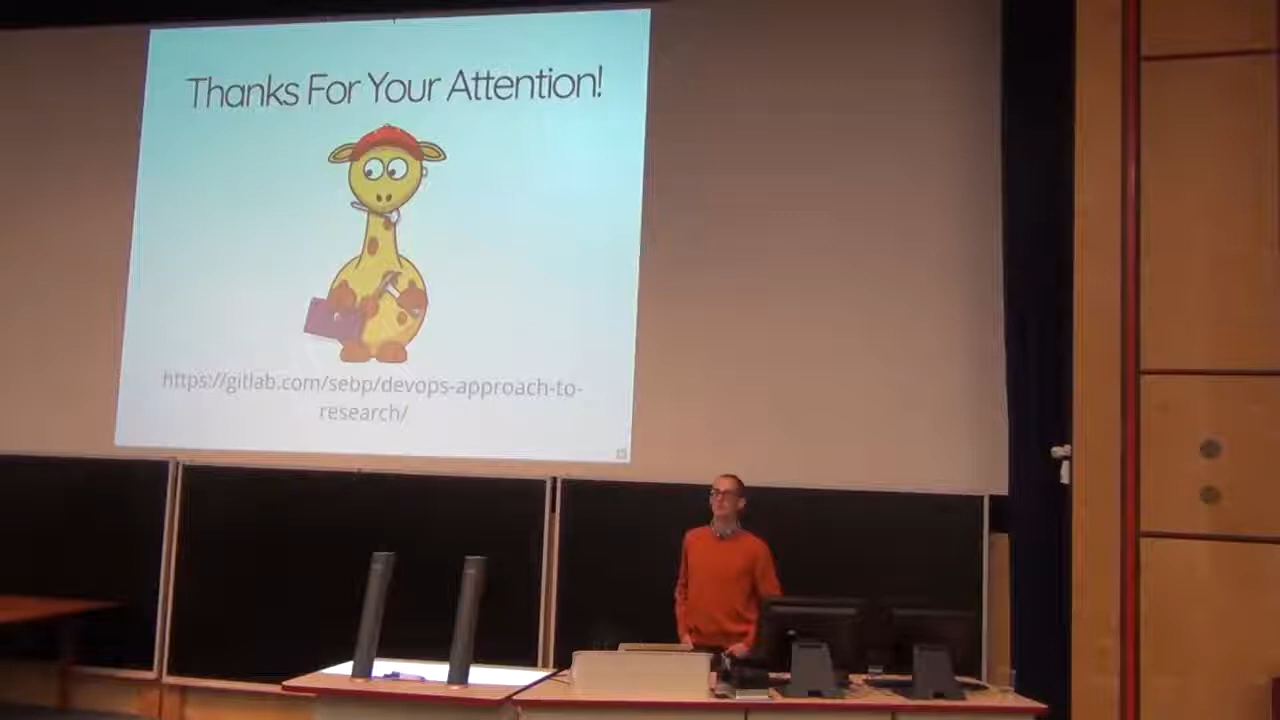 Thanks For Your Attention!
https://gitlab.com/sebp/devops-approach-to-
research/